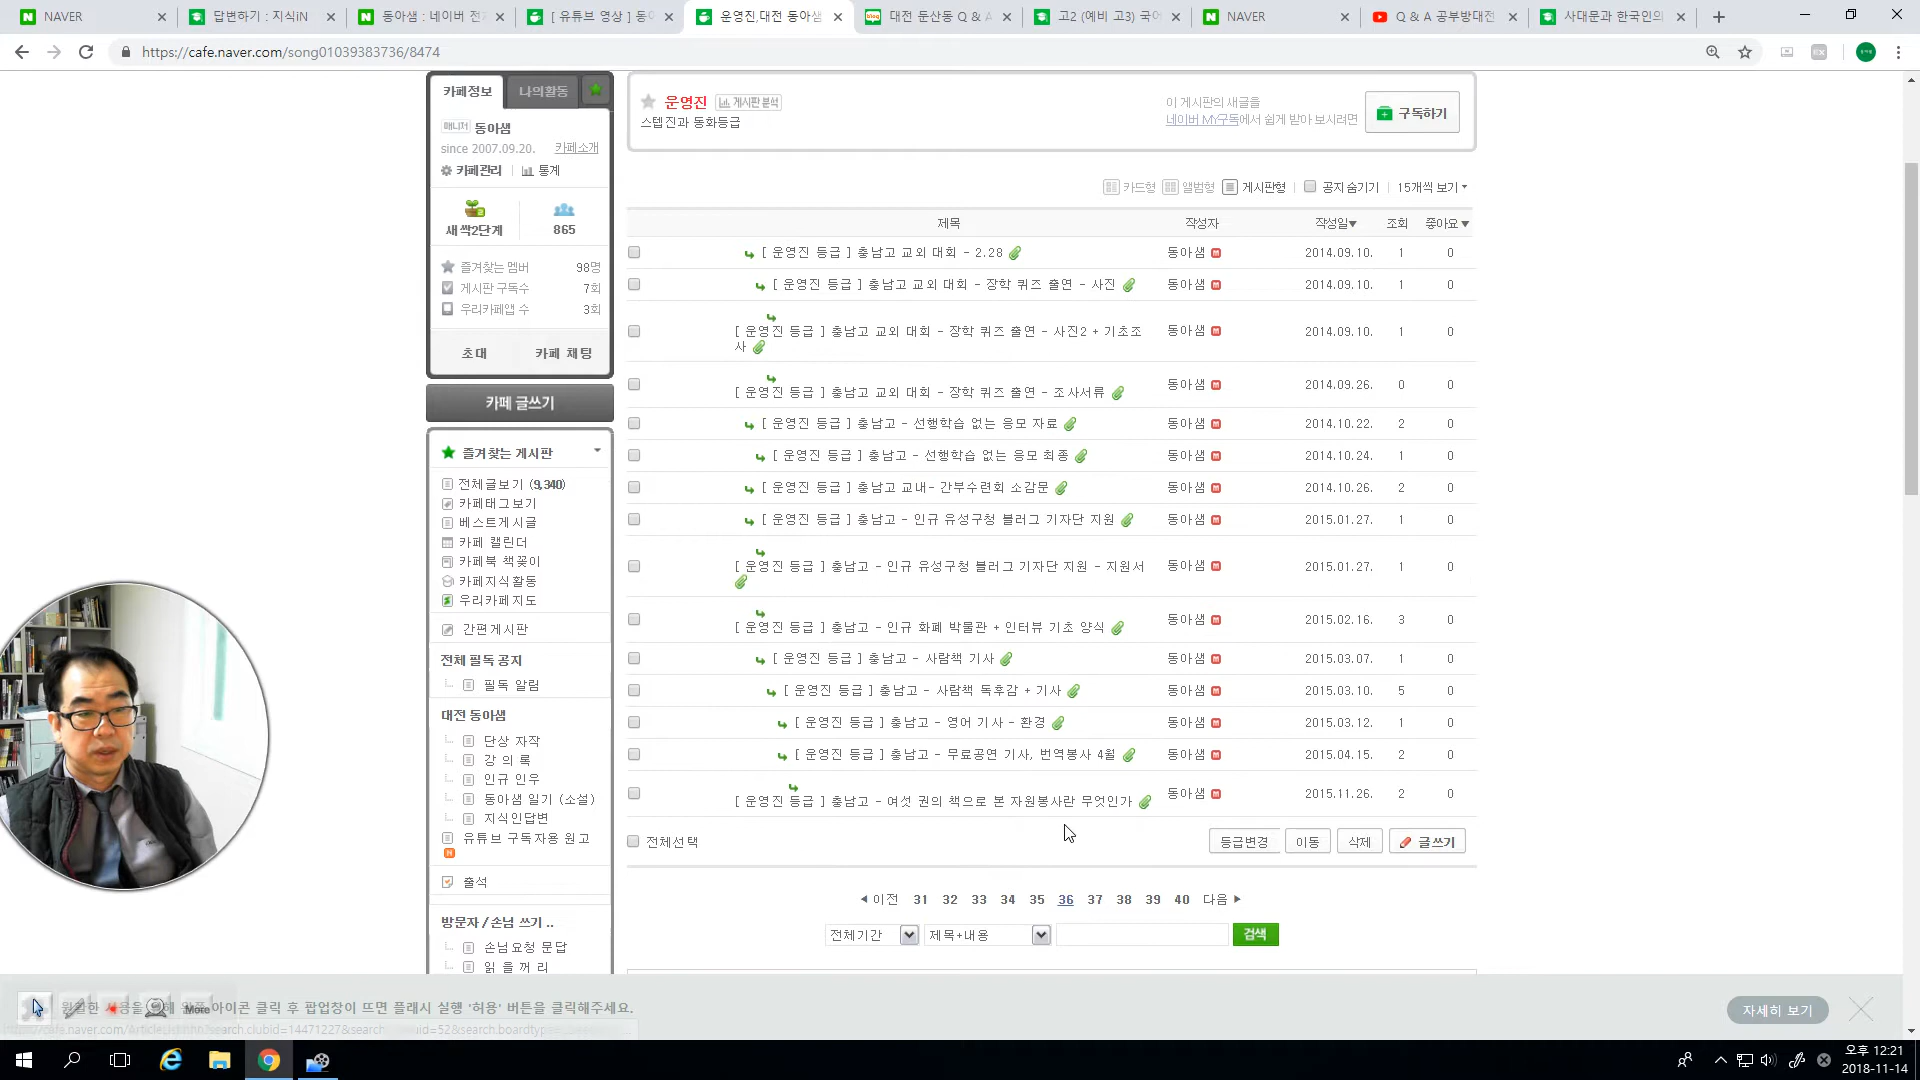 NAVER
답변하기 : 지식iN
동아샘 : 네이버 전
[ 유튜브 영상 ] 동
운영진,대전 동아샘
대전 둔산동 Q & A
고2 (예비 고3) 국어
NAVER
Q & A 공부방대전
사대문과 한국인의
https://cafe.naver.com/song01039383736/8474
카페정보
나의활동
매니저 동아샘
since 2007.09.20.
카페소개
카페관리
통계
새싹2단계
865
즐겨찾는 멤버 98명
게시판 구독수 7회
우리카페앱 수 3회
초대
카페 채팅
카페 글쓰기
즐겨찾는 게시판
전체글보기 (9,340)
카페태그보기
베스트게시글
카페 캘린더
카페북 책꽂이
카페지식활동
우리카페지도
간편게시판
전체 필독 공지
필독 알림
대전 동아샘
단상 자작
강 의 록
인규 인우
동아샘 일기 (소설)
지식인답변
유튜브 구독자용 원고
출석
방문자 / 손님 쓰기 ..
손님요청 문답
읽 을 꺼 리
운영진
게시판 분석
스텝진과 동화등급
이 게시판의 새글을
네이버 MY구독에서 쉽게 받아 보시려면
구독하기
카드형
앨범형
게시판형
공지 숨기기
15개씩 보기
제목 작성자 작성일▼ 조회 좋아요▼
[ 운영진 등급 ] 충남고 교외 대회 - 2.28 동아샘 2014.09.10. 1 0
[ 운영진 등급 ] 충남고 교외 대회 - 장학 퀴즈 출연 - 사진 동아샘 2014.09.10. 1 0
[ 운영진 등급 ] 충남고 교외 대회 - 장학 퀴즈 출연 - 사진2 + 기초조
사 동아샘 2014.09.10. 1 0
[ 운영진 등급 ] 충남고 교외 대회 - 장학 퀴즈 출연 - 조사서류 동아샘 2014.09.26. 0 0
[ 운영진 등급 ] 충남고 - 선행학습 없는 응모 자료 동아샘 2014.10.22. 2 0
[ 운영진 등급 ] 충남고 - 선행학습 없는 응모 최종 동아샘 2014.10.24. 1 0
[ 운영진 등급 ] 충남고 교내- 간부수련회 소감문 동아샘 2014.10.26. 2 0
[ 운영진 등급 ] 충남고 - 인규 유성구청 블러그 기자단 지원 동아샘 2015.01.27. 1 0
[ 운영진 등급 ] 충남고 - 인규 유성구청 블러그 기자단 지원 - 지원서 동아샘 2015.01.27. 1 0
[ 운영진 등급 ] 충남고 - 인규 화폐 박물관 + 인터뷰 기초 양식 동아샘 2015.02.16. 3 0
[ 운영진 등급 ] 충남고 - 사람책 기사 동아샘 2015.03.07. 1 0
[ 운영진 등급 ] 충남고 - 사람책 독후감 + 기사 동아샘 2015.03.10. 5 0
[ 운영진 등급 ] 충남고 - 영어 기사 - 환경 동아샘 2015.03.12. 1 0
[ 운영진 등급 ] 충남고 - 무료공연 기사, 번역봉사 4월 동아샘 2015.04.15. 2 0
[ 운영진 등급 ] 충남고 - 여섯 권의 책으로 본 자원봉사란 무엇인가 동아샘 2015.11.26. 2 0
전체선택
등급변경
이동
삭제
글쓰기
이전 31 32 33 34 35 36 37 38 39 40 다음
전체기간
제목+내용
검색
아이콘 클릭 후 팝업창이 뜨면 플래시 실행 '허용' 버튼을 클릭해주세요.
More
자세히 보기
오후 12:21
2018-11-14